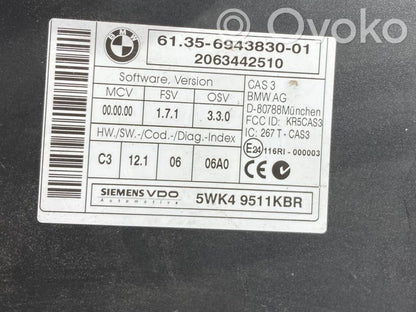 Ovoko
BMW
61.35-6943830-01
2063442510
Software, Version
MCV FSV OSV
00.00.00 1.7.1 3.3.0
HW./SW.-/Cod.-/Diag.-Index
C3 12.1 06 06A0
CAS 3
BMW AG
D-80788München
FCC ID: KR5CAS3
IC: 267 T - CAS3
E24 116RI - 000003
CE
SIEMENS VDO
Automotive
5WK4 9511KBR